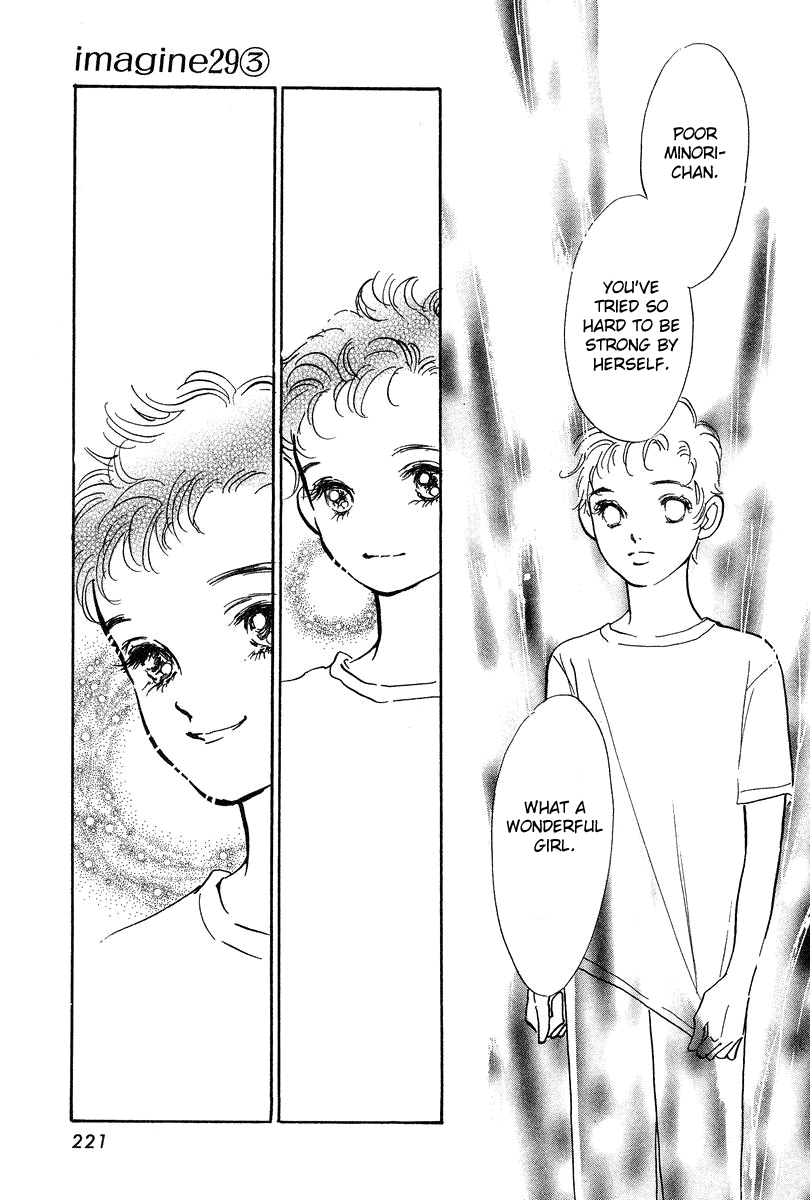 imagine29③
POOR
MINORI-
CHAN.
YOU'VE
TRIED SO
HARD TO BE
STRONG BY
HERSELF.
WHAT A
WONDERFUL
GIRL.
221